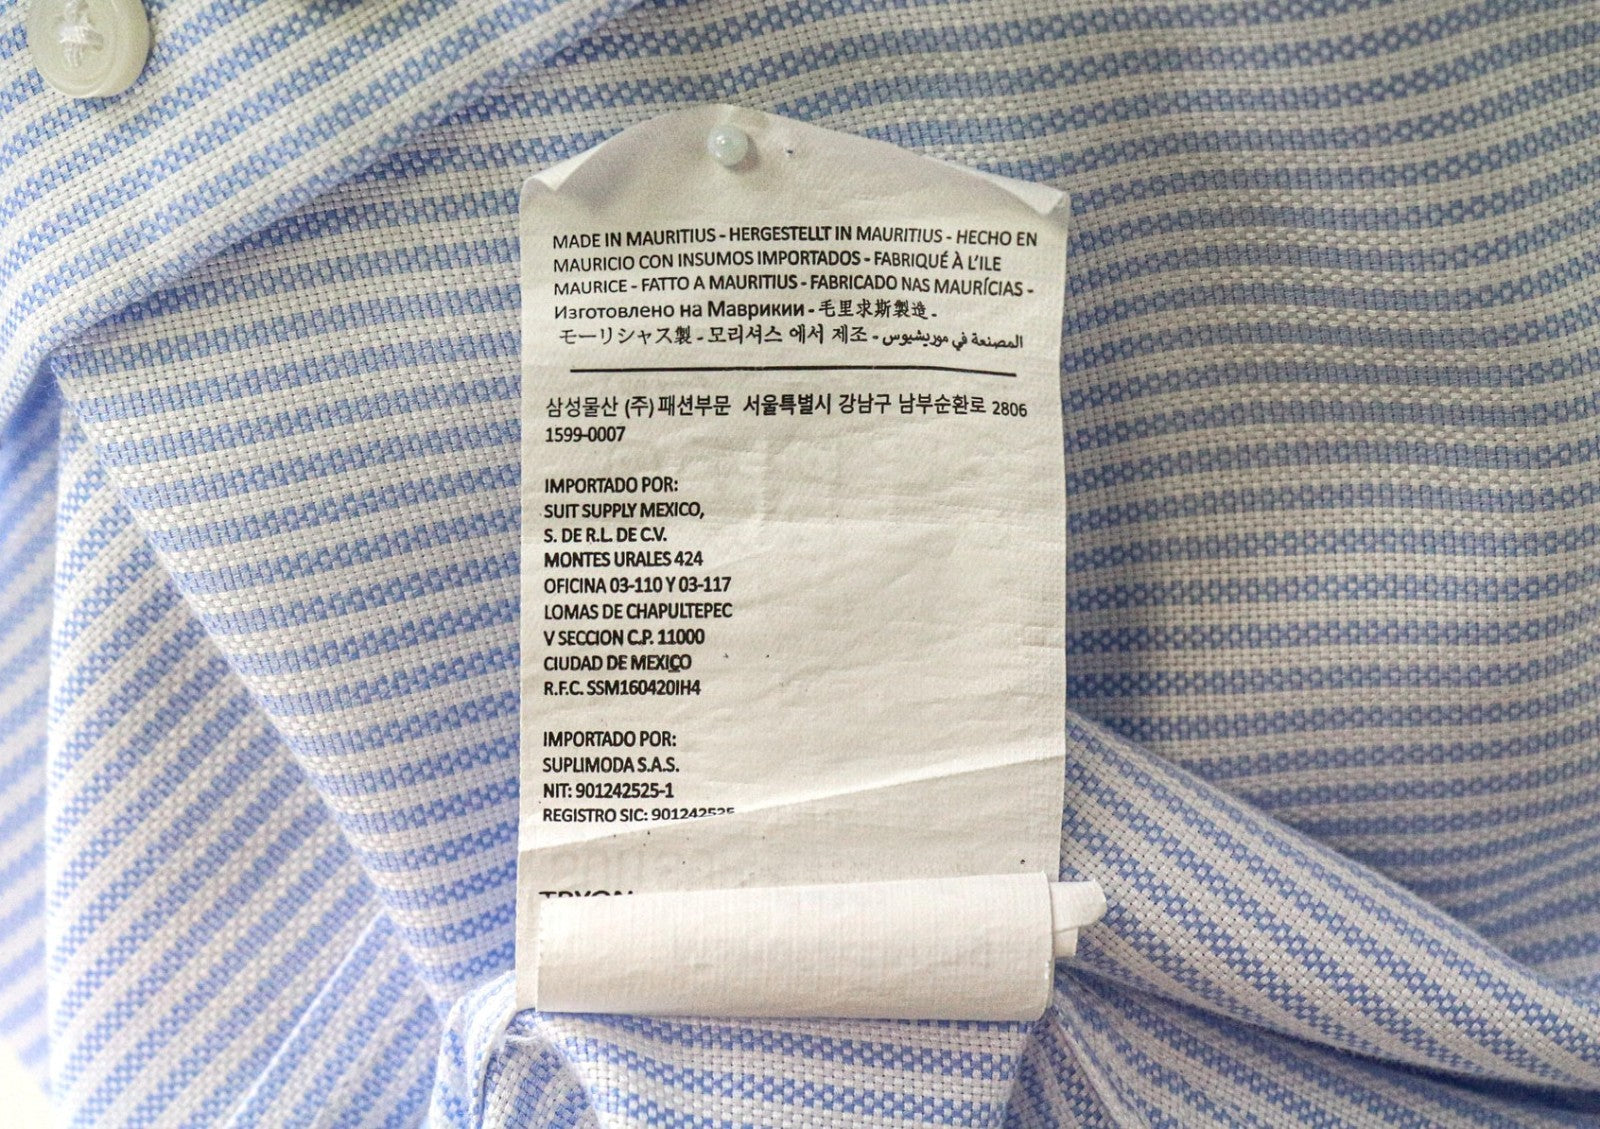 MADE IN MAURITIUS - HERGESTELLT IN MAURITIUS - HECHO EN
MAURICIO CON INSUMOS IMPORTADOS - FABRIQUÉ À L'ILE
MAURICE - FATTO A MAURITIUS - FABRICADO NAS MAURÍCIAS -
Изготовлено на Маврикии - 毛里求斯製造 -
モーリシャス製 - 모리셔스 에서 제조 - المصنعة في موريشيوس
삼성물산 (주)패션부문 서울특별시 강남구 남부순환로 2806
1599-0007
IMPORTADO POR:
SUIT SUPPLY MEXICO,
S. DE R.L. DE C.V.
MONTES URALES 424
OFICINA 03-110 Y 03-117
LOMAS DE CHAPULTEPEC
V SECCION C.P. 11000
CIUDAD DE MEXICO
R.F.C. SSM160420IH4
IMPORTADO POR:
SUPLIMODA S.A.S.
NIT: 901242525-1
REGISTRO SIC: 901242525